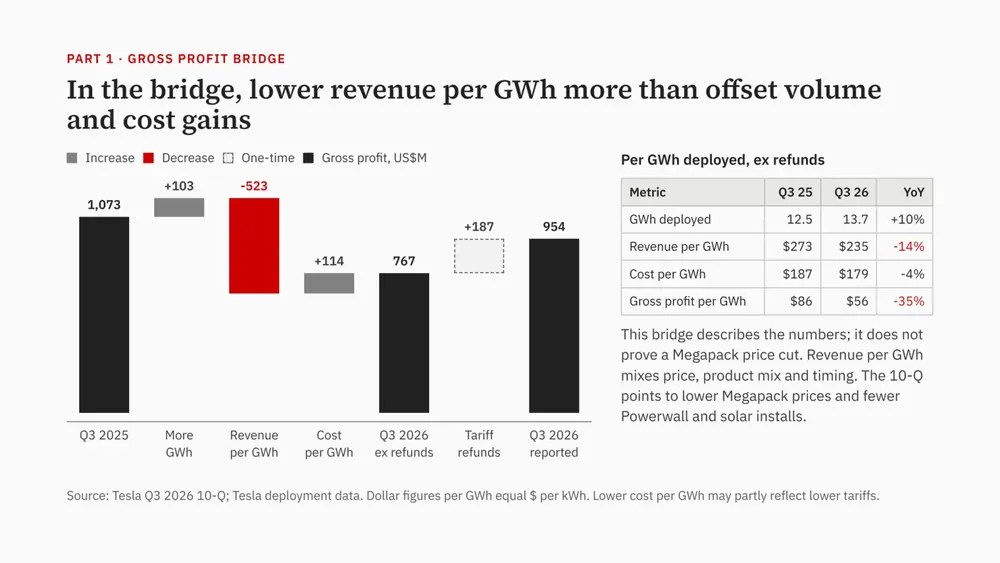 PART 1 · GROSS PROFIT BRIDGE
In the bridge, lower revenue per GWh more than offset volume
and cost gains
Increase Decrease One-time Gross profit, US$M
1,073
+103
-523
+114
767
+187
954
Q3 2025
More
GWh
Revenue
per GWh
Cost
per GWh
Q3 2026
ex refunds
Tariff
refunds
Q3 2026
reported
Per GWh deployed, ex refunds
Metric Q3 25 Q3 26 YoY
GWh deployed 12.5 13.7 +10%
Revenue per GWh $273 $235 -14%
Cost per GWh $187 $179 -4%
Gross profit per GWh $86 $56 -35%
This bridge describes the numbers; it does not
prove a Megapack price cut. Revenue per GWh
mixes price, product mix and timing. The 10-Q
points to lower Megapack prices and fewer
Powerwall and solar installs.
Source: Tesla Q3 2026 10-Q; Tesla deployment data. Dollar figures per GWh equal $ per kWh. Lower cost per GWh may partly reflect lower tariffs.